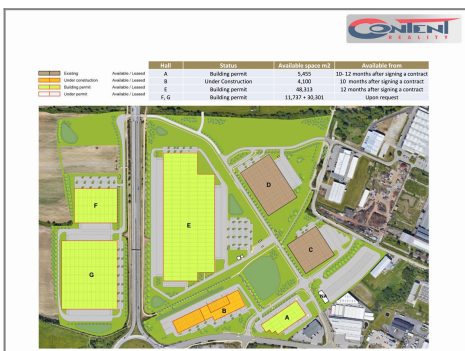 CONTENT
REALITY
Hall Status Available space m2 Available from
A Building permit 5,455 10- 12 months after signing a contract
B Under Construction 4,100 10 months after signing a contract
E Building permit 48,313 12 months after signing a contract
F, G Building permit 11,737 + 30,301 Upon request
Existing Available / Leased
Under construction Available / Leased
Building permit Available / Leased
Under permit Available / Leased
D
F
E
C
G
B
A